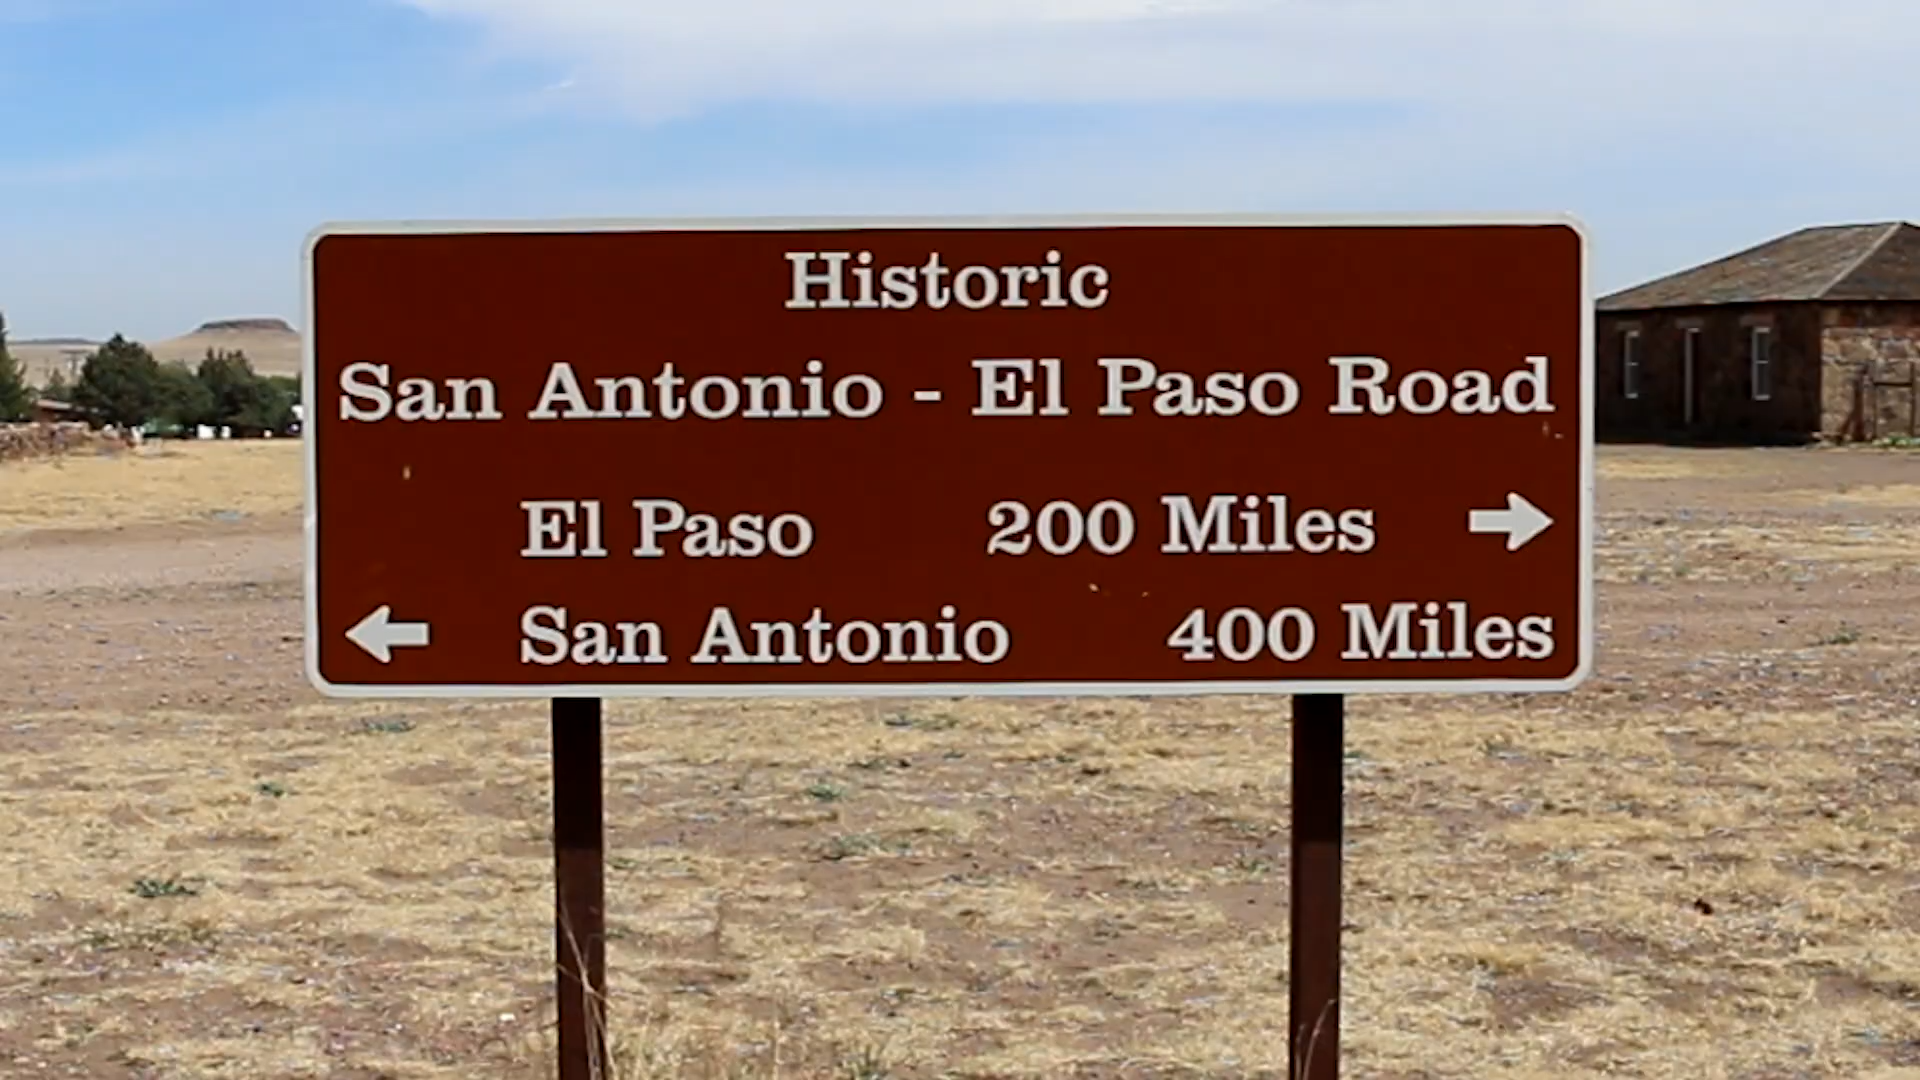 Historic
San Antonio - El Paso Road
El Paso 200 Miles →
← San Antonio 400 Miles